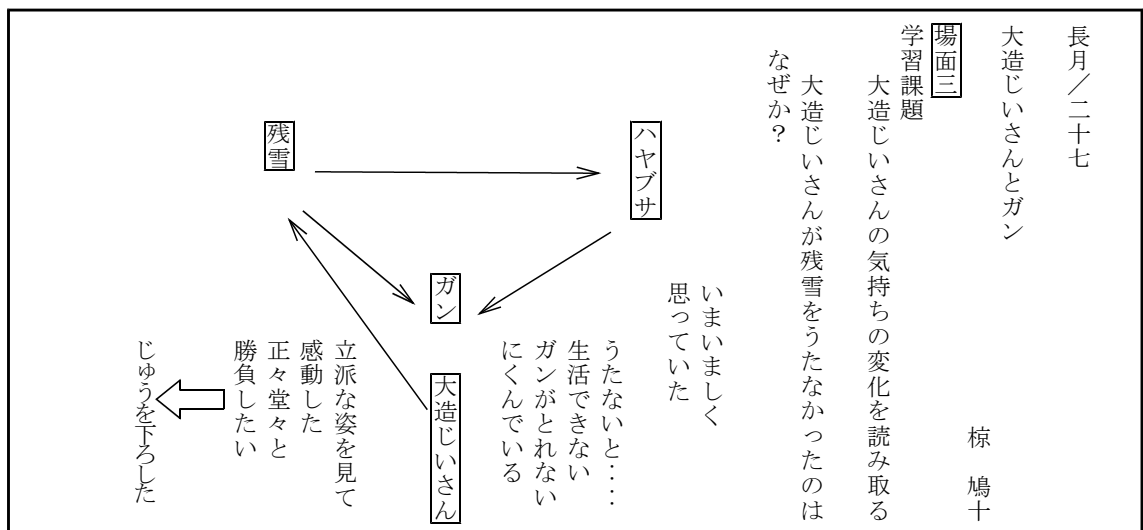 長月／二十七
大造じいさんとガン
椋　鳩十
場面三
学習課題
大造じいさんの気持ちの変化を読み取る
大造じいさんが残雪をうたなかったのは
なぜか？
いまいましく
思っていた
ハヤブサ
うたないと‥‥
生活できない
ガンがとれない
にくんでいる
ガン
大造じいさん
残雪
立派な姿を見て
感動した
正々堂々と
勝負したい
じゅうを下ろした